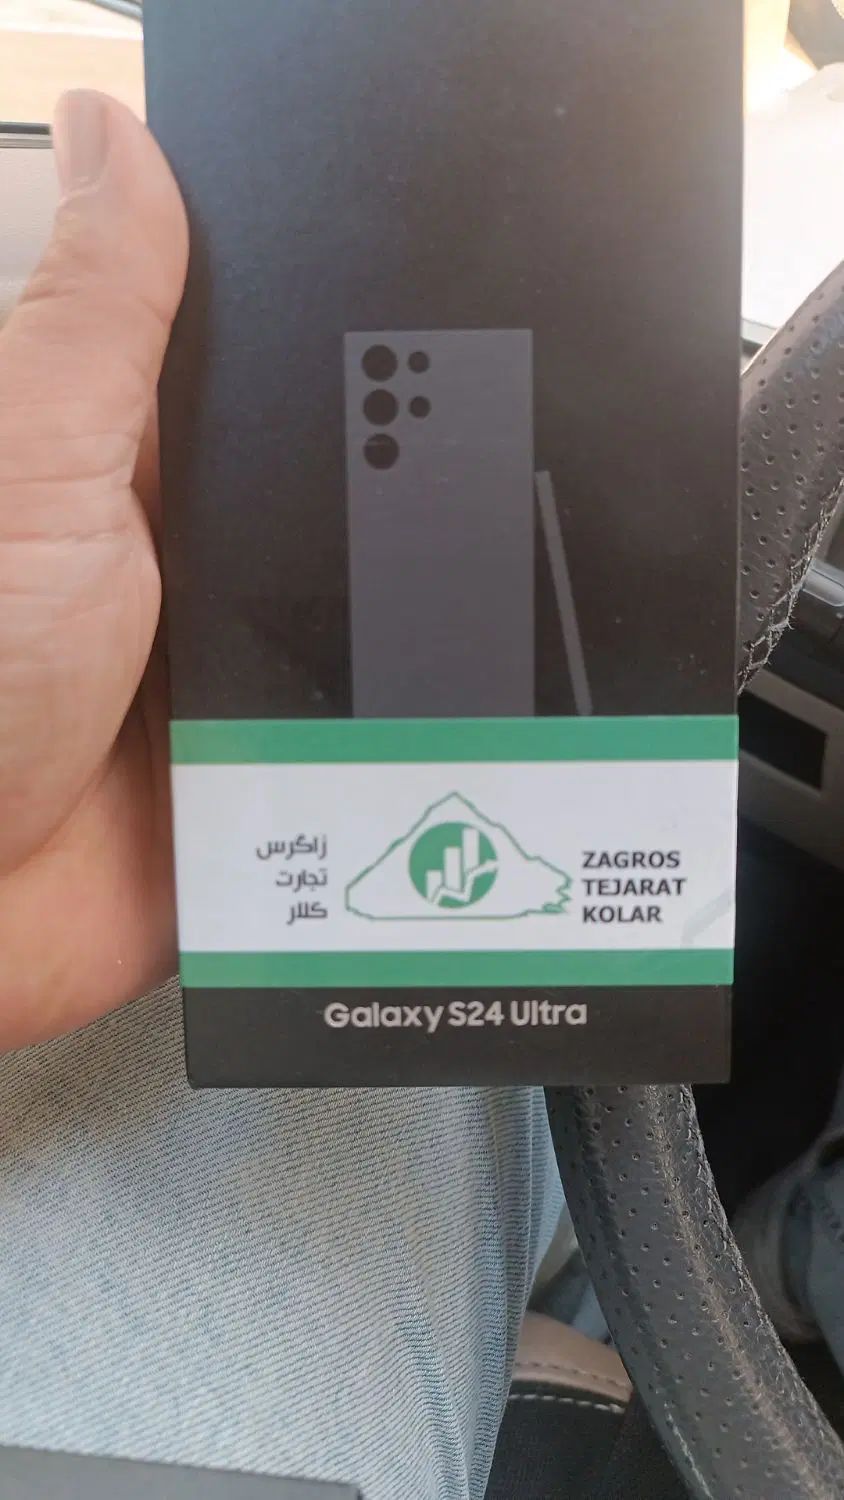 زاگرس
تجارت
کلار
ZAGROS
TEJARAT
KOLAR
Galaxy S24 Ultra